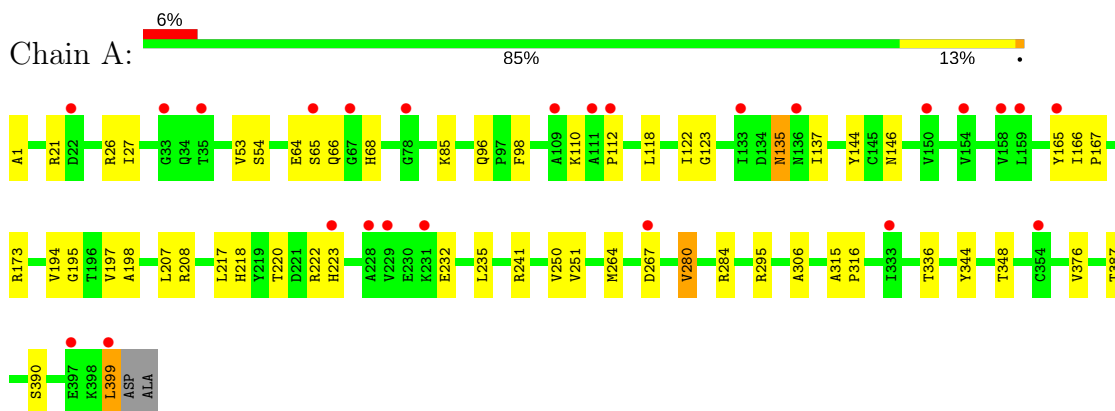 6%
Chain A:
85% 13% •
A1 R21 D22 R26 I27 G33 Q34 T35 V53 S54 E64 S65 Q66 G67 H68 G78 K85 Q96 P97 F98 A109 K110 A111 P112 L118 I122 G123 I133 D134 N135 N136 I137 Y144 C145 N146 V150 V154 V158 L159 Y165 I166 P167
R173 V194 G195 T196 V197 A198 L207 R208 L217 H218 Y219 T220 D221 R222 H223 A228 V229 E230 K231 E232 L235 R241 V250 V251 M264 D267 V280 R284 R295 A306 A315 P316 T336 I333 Y344 T348 C354 V376 T387
S390 E397 K398 L399 ASP ALA